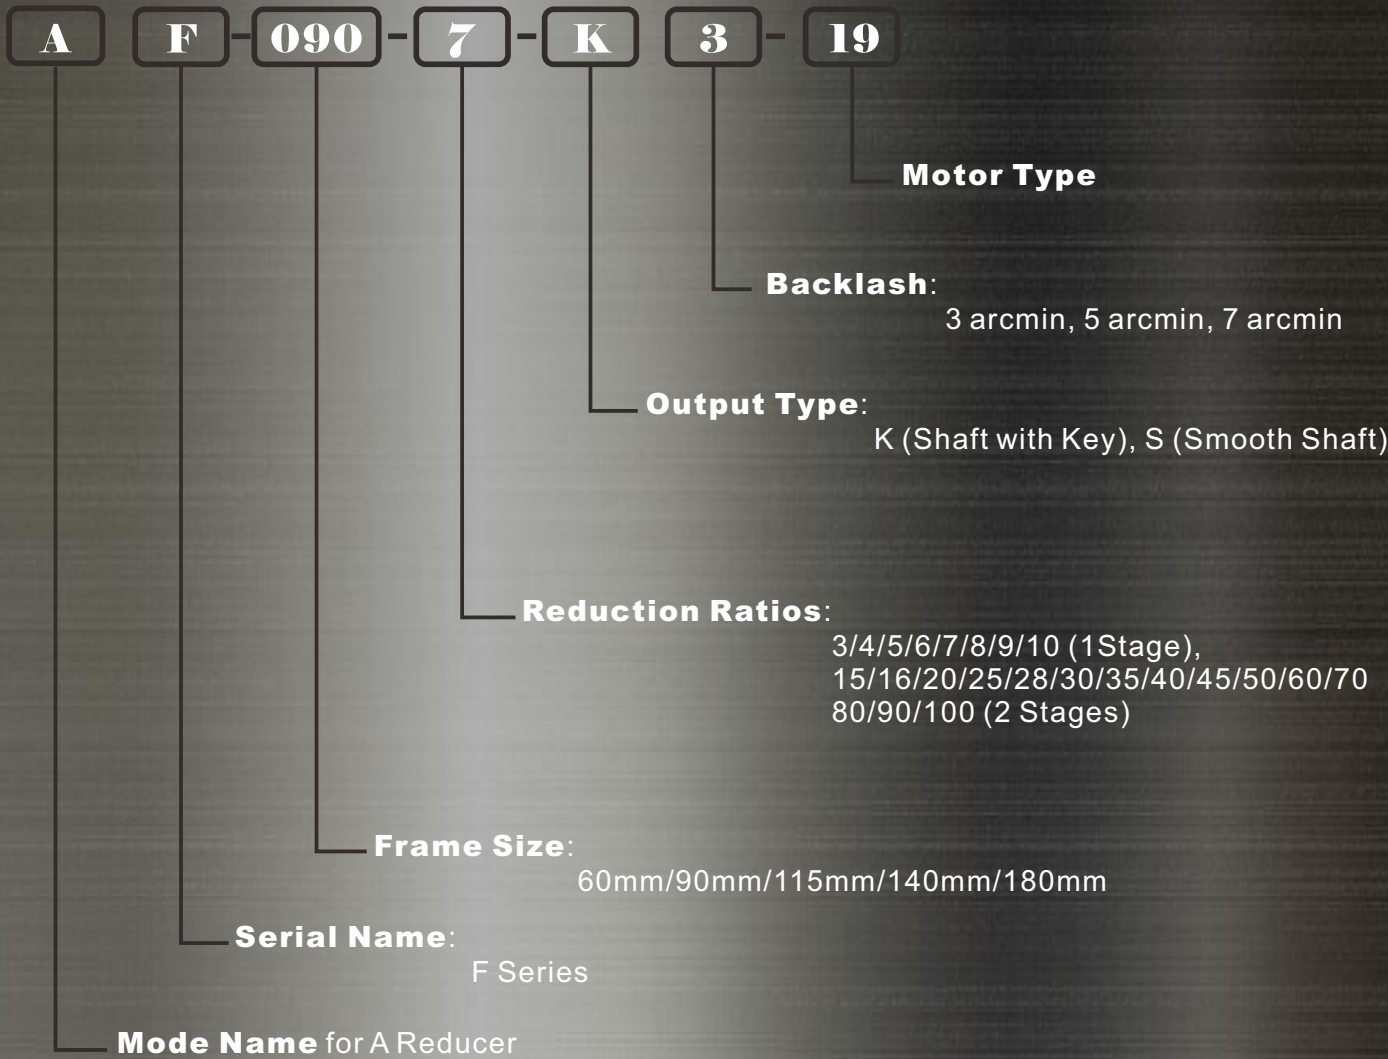 A F-090-7-K 3-19
Motor Type
Backlash:
3 arcmin, 5 arcmin, 7 arcmin
Output Type:
K (Shaft with Key), S (Smooth Shaft)
Reduction Ratios:
3/4/5/6/7/8/9/10 (1Stage),
15/16/20/25/28/30/35/40/45/50/60/70
80/90/100 (2 Stages)
Frame Size:
60mm/90mm/115mm/140mm/180mm
Serial Name:
F Series
Mode Name for A Reducer